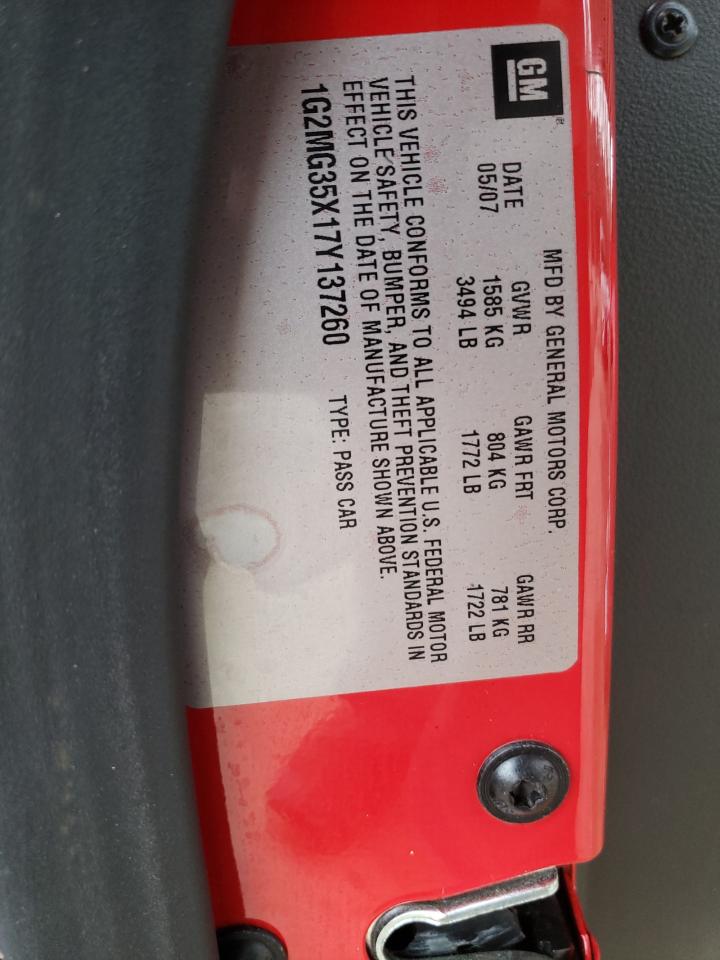 GM
MFD BY GENERAL MOTORS CORP.
DATE GVWR GAWR FRT GAWR RR
05/07 1585 KG 804 KG 781 KG
3494 LB 1772 LB 1722 LB
THIS VEHICLE CONFORMS TO ALL APPLICABLE U.S. FEDERAL MOTOR
VEHICLE SAFETY, BUMPER, AND THEFT PREVENTION STANDARDS IN
EFFECT ON THE DATE OF MANUFACTURE SHOWN ABOVE.
1G2MG35X17Y137260 TYPE: PASS CAR